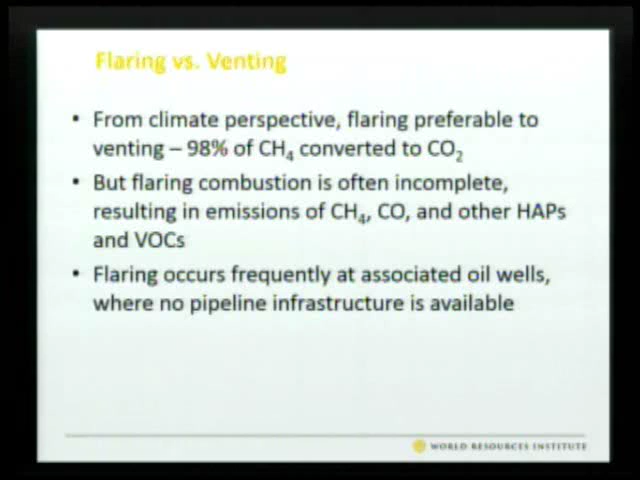 Flaring vs. Venting
• From climate perspective, flaring preferable to
venting – 98% of CH₄ converted to CO₂
• But flaring combustion is often incomplete,
resulting in emissions of CH₄, CO, and other HAPs
and VOCs
• Flaring occurs frequently at associated oil wells,
where no pipeline infrastructure is available
WORLD RESOURCES INSTITUTE